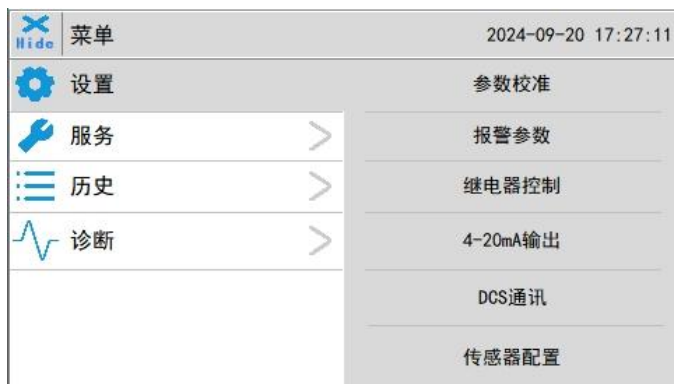 Hide 菜单 2024-09-20 17:27:11
设置 参数校准
服务 报警参数
历史 继电器控制
诊断 4-20mA输出
DCS通讯
传感器配置